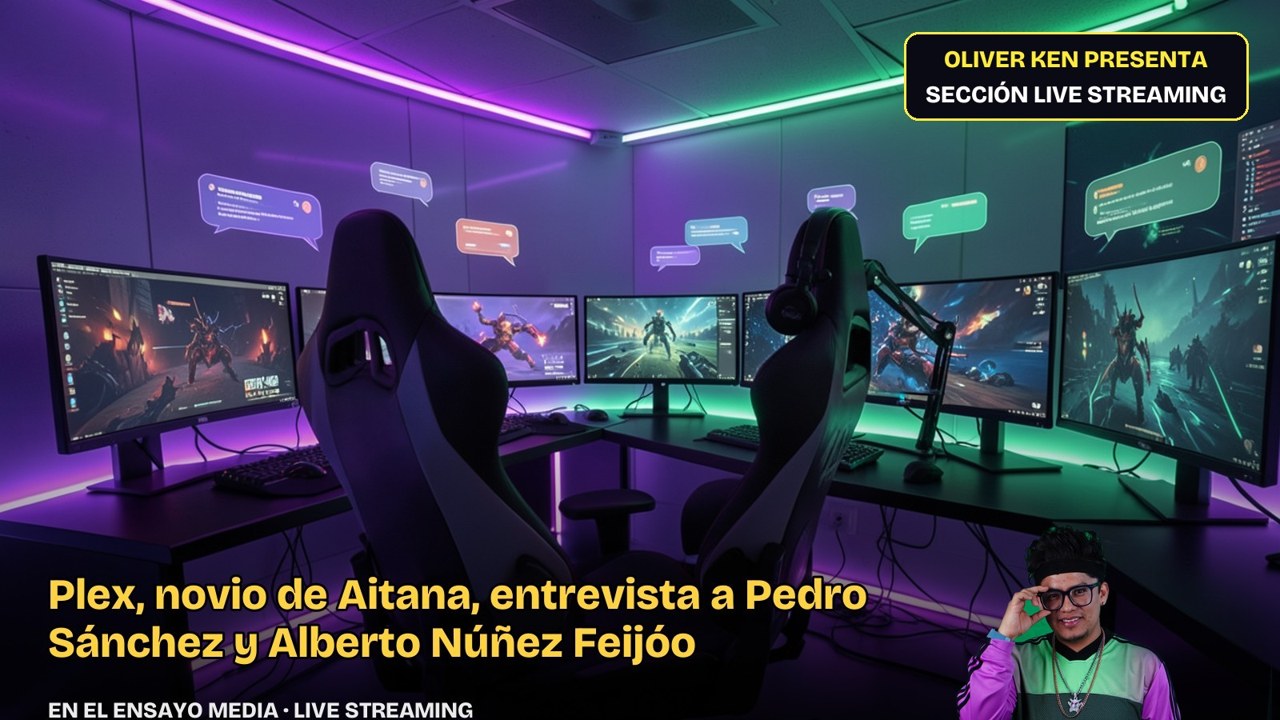 OLIVER KEN PRESENTA
SECCIÓN LIVE STREAMING
Plex, novio de Aitana, entrevista a Pedro
Sánchez y Alberto Núñez Feijóo
EN EL ENSAYO MEDIA · LIVE STREAMING